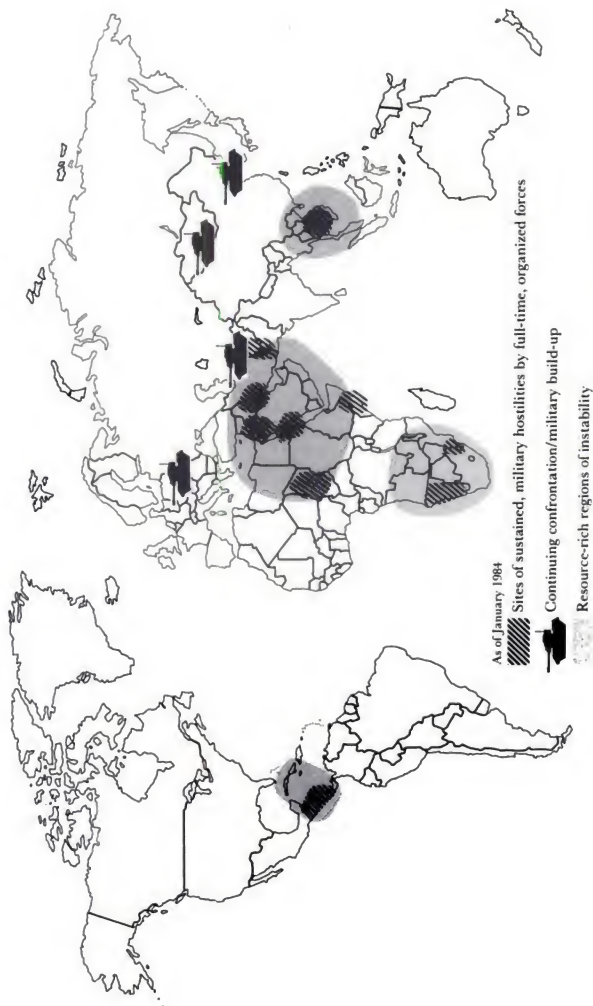 As of January 1984
Sites of sustained, military hostilities by full-time, organized forces
Continuing confrontation/military build-up
Resource-rich regions of instability